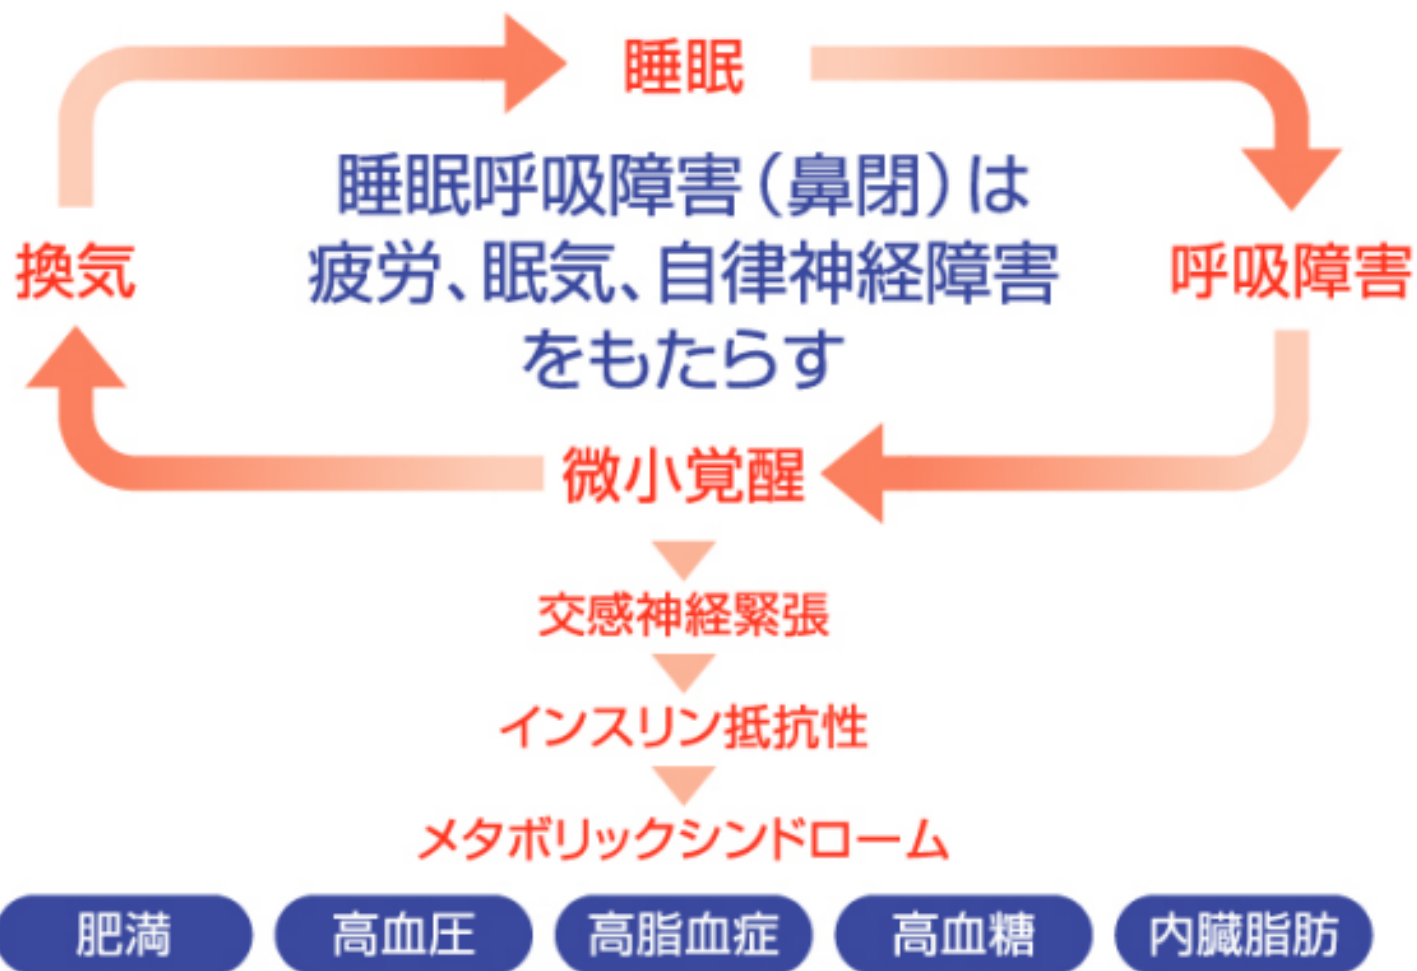 睡眠
睡眠呼吸障害(鼻閉)は
疲労、眠気、自律神経障害
をもたらす
換気
呼吸障害
微小覚醒
交感神経緊張
インスリン抵抗性
メタボリックシンドローム
肥満
高血圧
高脂血症
高血糖
内臓脂肪